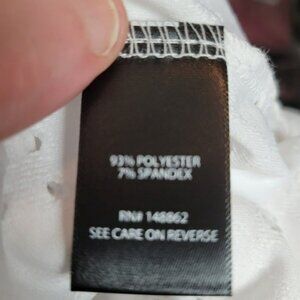 93% POLYESTER
7% SPANDEX
RN# 148862
SEE CARE ON REVERSE